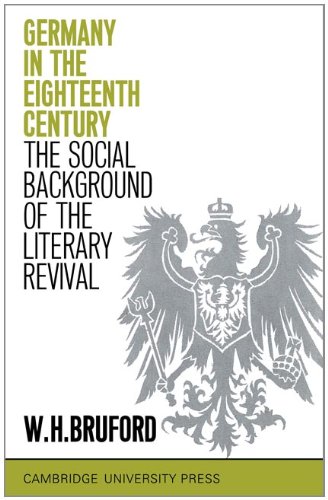 GERMANY
IN THE
EIGHTEENTH
CENTURY
THE SOCIAL
BACKGROUND
OF THE
LITERARY
REVIVAL
W.H.BRUFORD
CAMBRIDGE UNIVERSITY PRESS